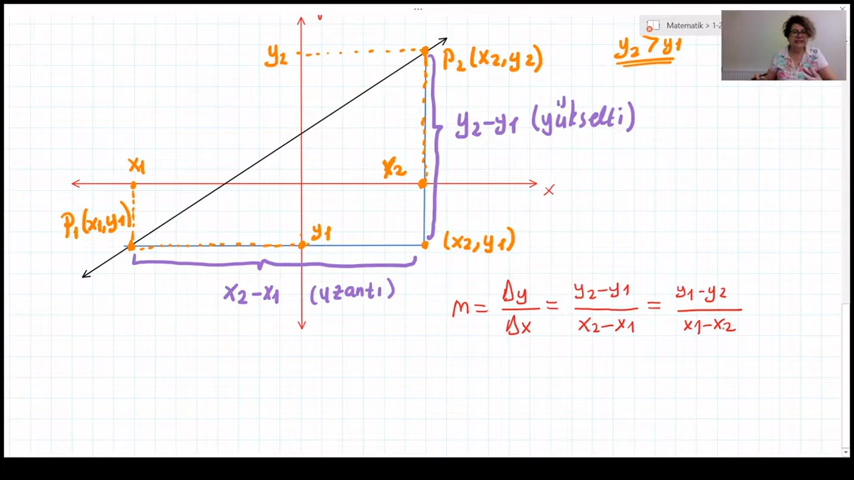 Matematik > 1-2
y2 > y1
y2
P2 (x2, y2)
y2-y1 (yükselti)
x1
x2
x
P1(x1,y1)
y1
(x2, y1)
x2-x1 (uzantı)
m = Δy/Δx = y2-y1/x2-x1 = y1-y2/x1-x2